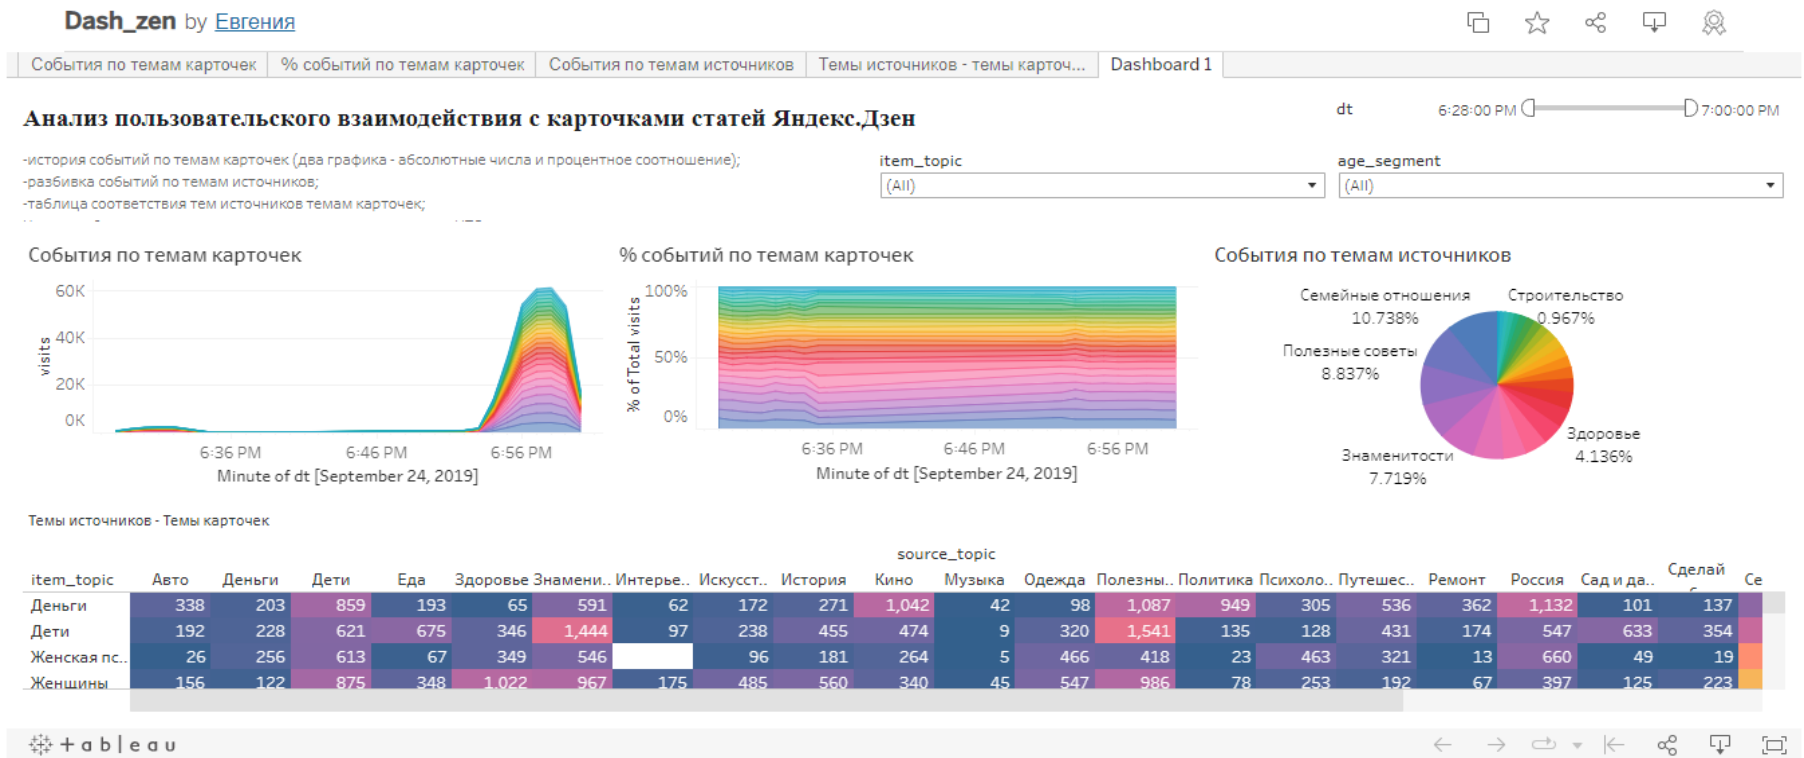 Dash_zen by Евгения
События по темам карточек % событий по темам карточек События по темам источников Темы источников - темы карточ... Dashboard 1
Анализ пользовательского взаимодействия с карточками статей Яндекс.Дзен
dt 6:28:00 PM 7:00:00 PM
-история событий по темам карточек (два графика - абсолютные числа и процентное соотношение);
-разбивка событий по темам источников;
-таблица соответствия тем источников темам карточек;
item_topic
(All)
age_segment
(All)
События по темам карточек
60K
40K
20K
0K
visits
6:36 PM 6:46 PM 6:56 PM
Minute of dt [September 24, 2019]
% событий по темам карточек
100%
50%
0%
% of Total visits
6:36 PM 6:46 PM 6:56 PM
Minute of dt [September 24, 2019]
События по темам источников
Семейные отношения
10.738%
Строительство
0.967%
Полезные советы
8.837%
Здоровье
4.136%
Знаменитости
7.719%
Темы источников - Темы карточек
source_topic
item_topic Авто Деньги Дети Еда Здоровье Знамени.. Интерье.. Искусст.. История Кино Музыка Одежда Полезны.. Политика Психоло.. Путешес.. Ремонт Россия Сад и да.. Сделай Се
Деньги 338 203 859 193 65 591 62 172 271 1,042 42 98 1,087 949 305 536 362 1,132 101 137
Дети 192 228 621 675 346 1,444 97 238 455 474 9 320 1,541 135 128 431 174 547 633 354
Женская пс.. 26 256 613 67 349 546 96 181 264 5 466 418 23 463 321 13 660 49 19
Женщины 156 122 875 348 1,022 967 175 485 560 340 45 547 986 78 253 192 67 397 125 223
+ableau